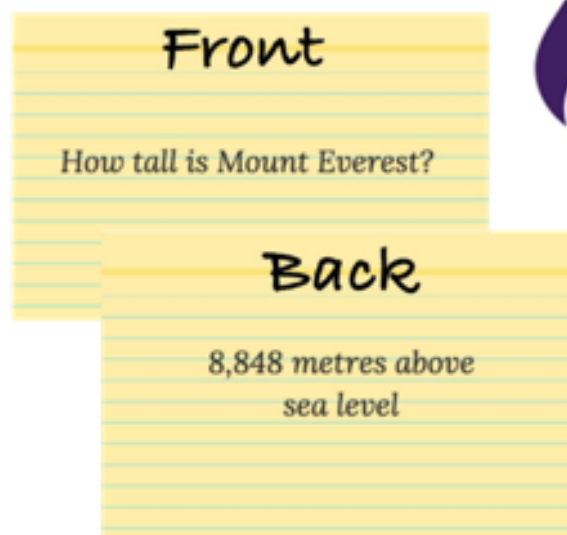 Front
How tall is Mount Everest?
Back
8,848 metres above
sea level